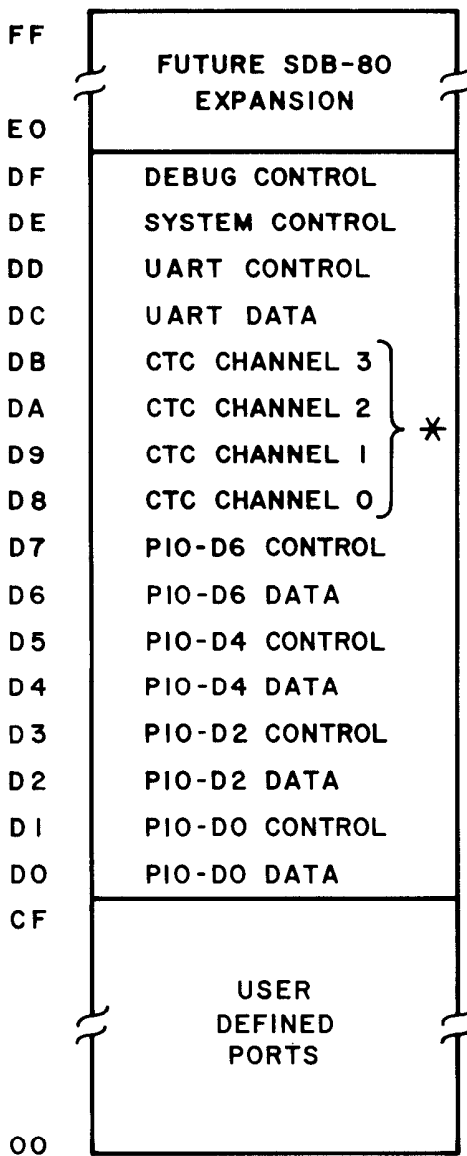 FF
FUTURE SDB-80
EXPANSION
E0
DF DEBUG CONTROL
DE SYSTEM CONTROL
DD UART CONTROL
DC UART DATA
DB CTC CHANNEL 3
DA CTC CHANNEL 2
*
D9 CTC CHANNEL 1
D8 CTC CHANNEL 0
D7 PIO-D6 CONTROL
D6 PIO-D6 DATA
D5 PIO-D4 CONTROL
D4 PIO-D4 DATA
D3 PIO-D2 CONTROL
D2 PIO-D2 DATA
D1 PIO-D0 CONTROL
D0 PIO-D0 DATA
CF
USER
DEFINED
PORTS
00